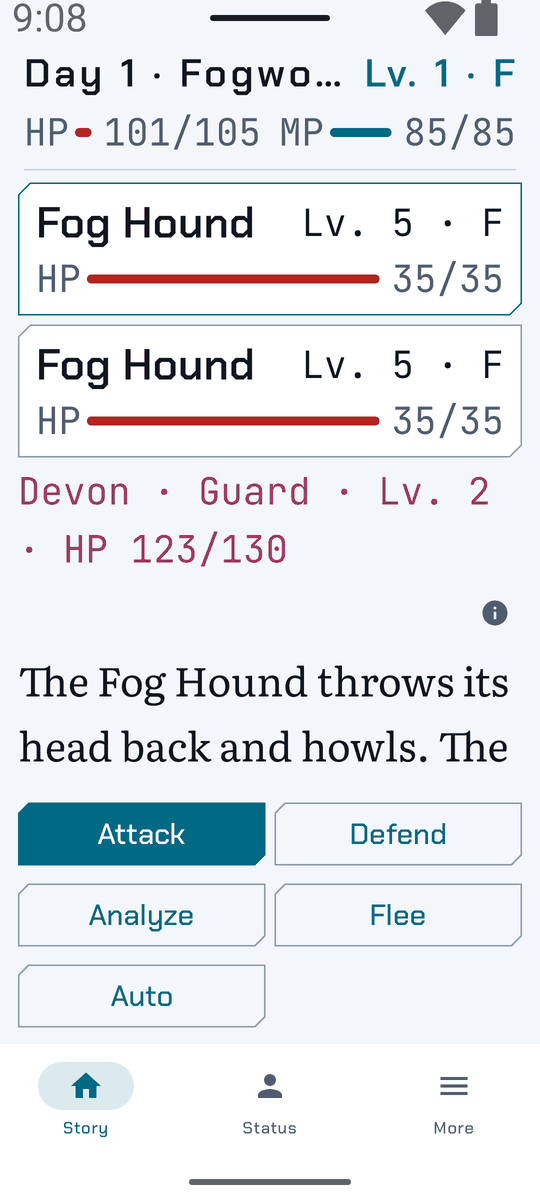 9:08
Day 1 · Fogwo… Lv. 1 · F
HP 101/105 MP 85/85
Fog Hound Lv. 5 · F
HP 35/35
Fog Hound Lv. 5 · F
HP 35/35
Devon · Guard · Lv. 2
· HP 123/130
The Fog Hound throws its
head back and howls. The
Attack Defend
Analyze Flee
Auto
Story Status More